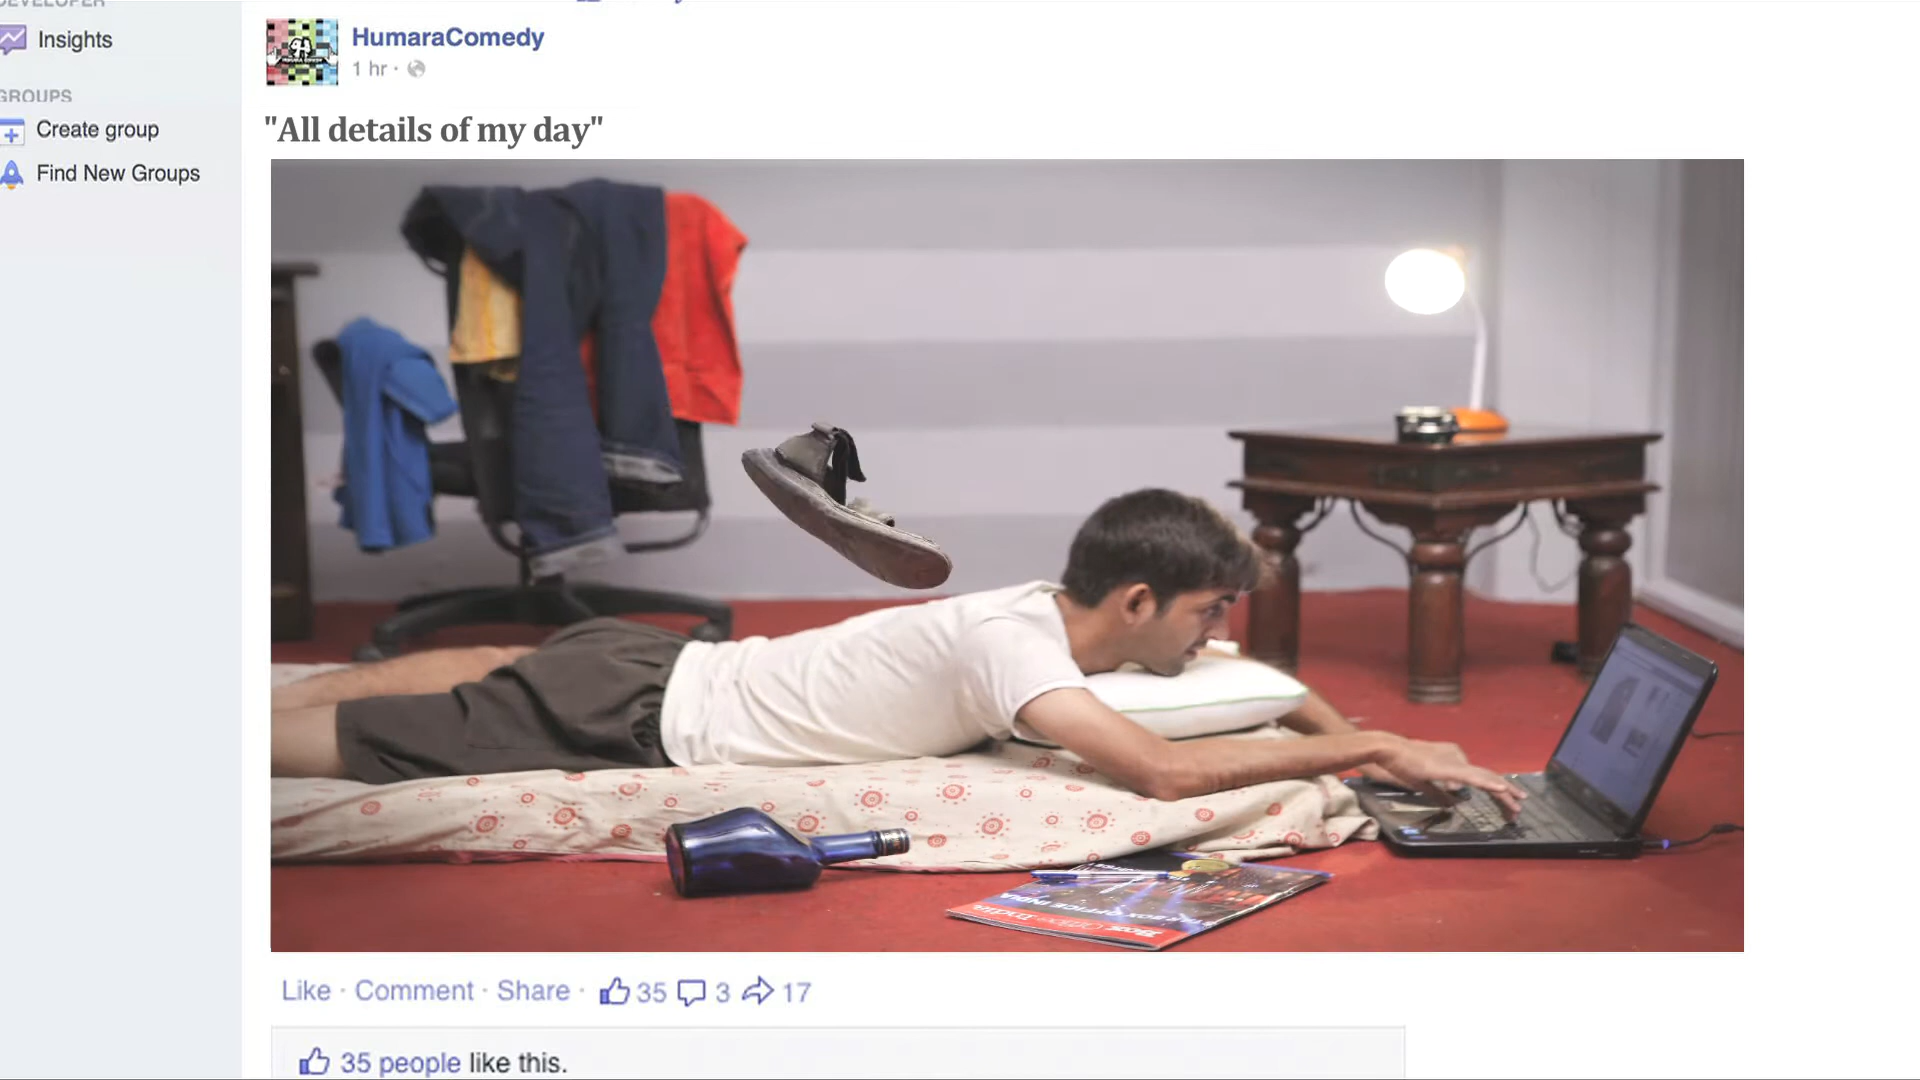 DEVELOPER
Insights
GROUPS
Create group
Find New Groups
HumaraComedy
1 hr ·
"All details of my day"
Like · Comment · Share · 35 3 17
35 people like this.